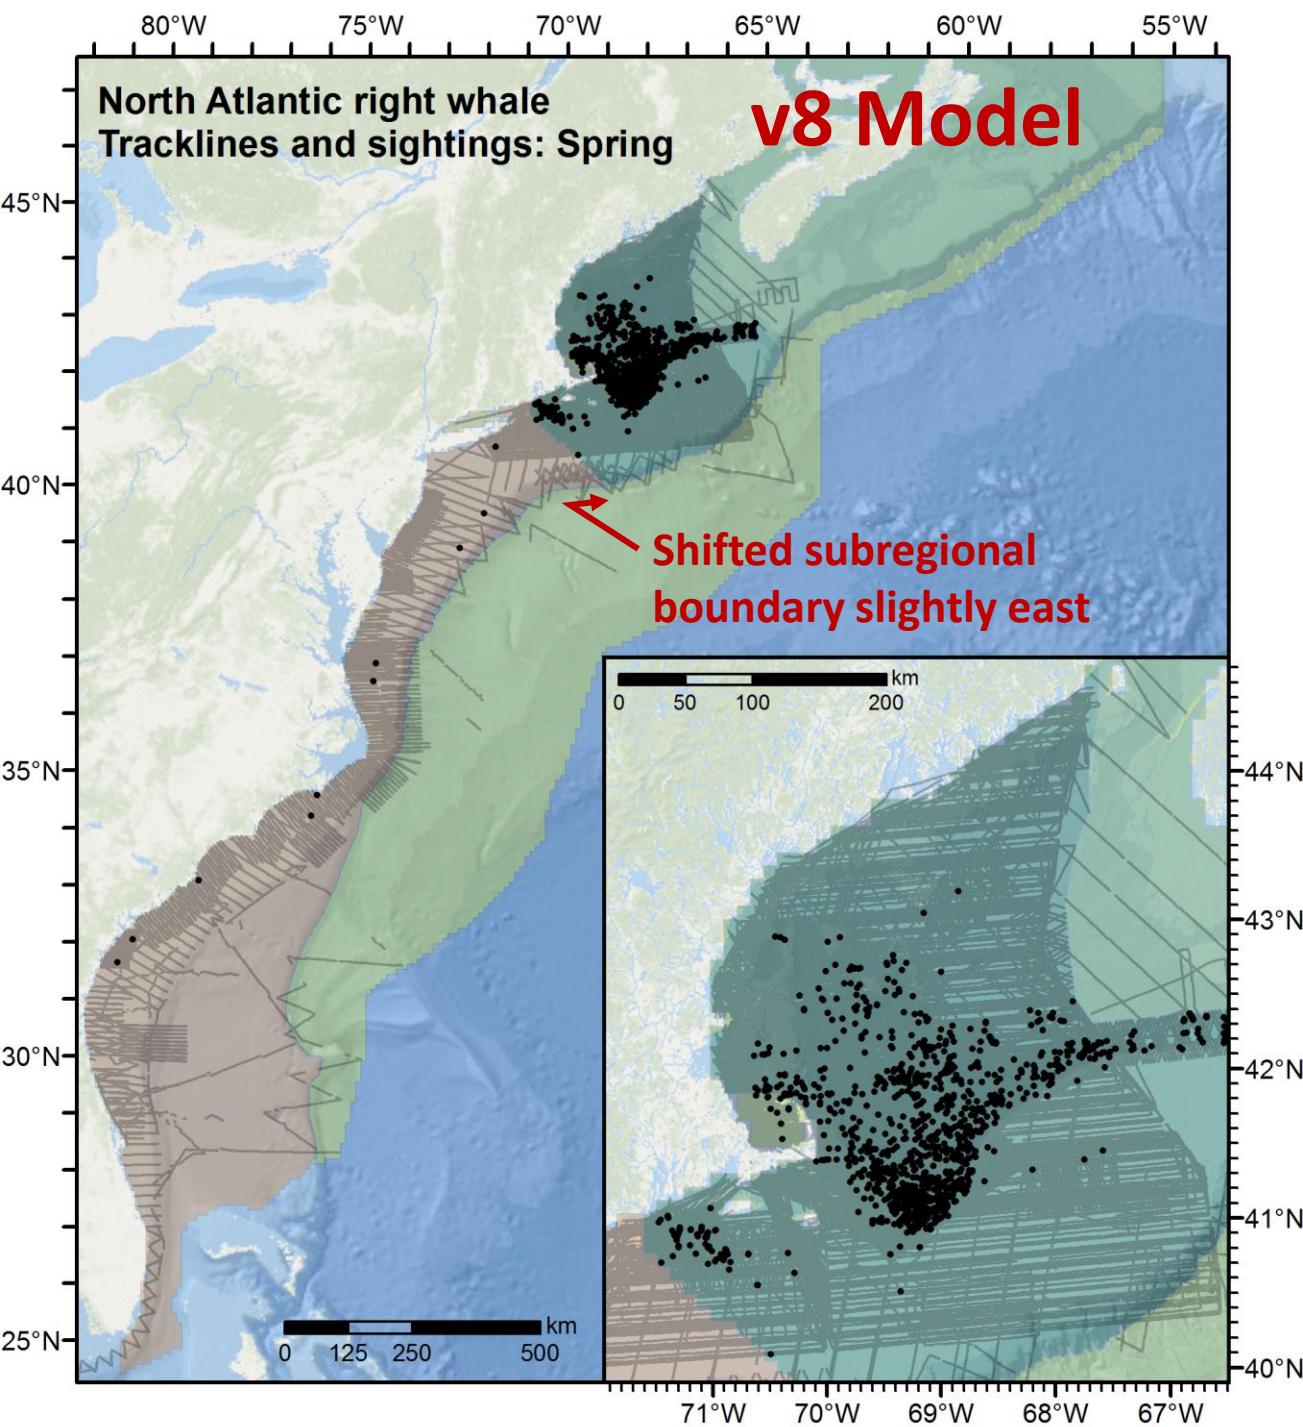 80°W 75°W 70°W 65°W 60°W 55°W
North Atlantic right whale
Tracklines and sightings: Spring
v8 Model
45°N
40°N
35°N
30°N
25°N
Shifted subregional
boundary slightly east
km
0 50 100 200
44°N
43°N
42°N
41°N
40°N
km
0 125 250 500
71°W 70°W 69°W 68°W 67°W